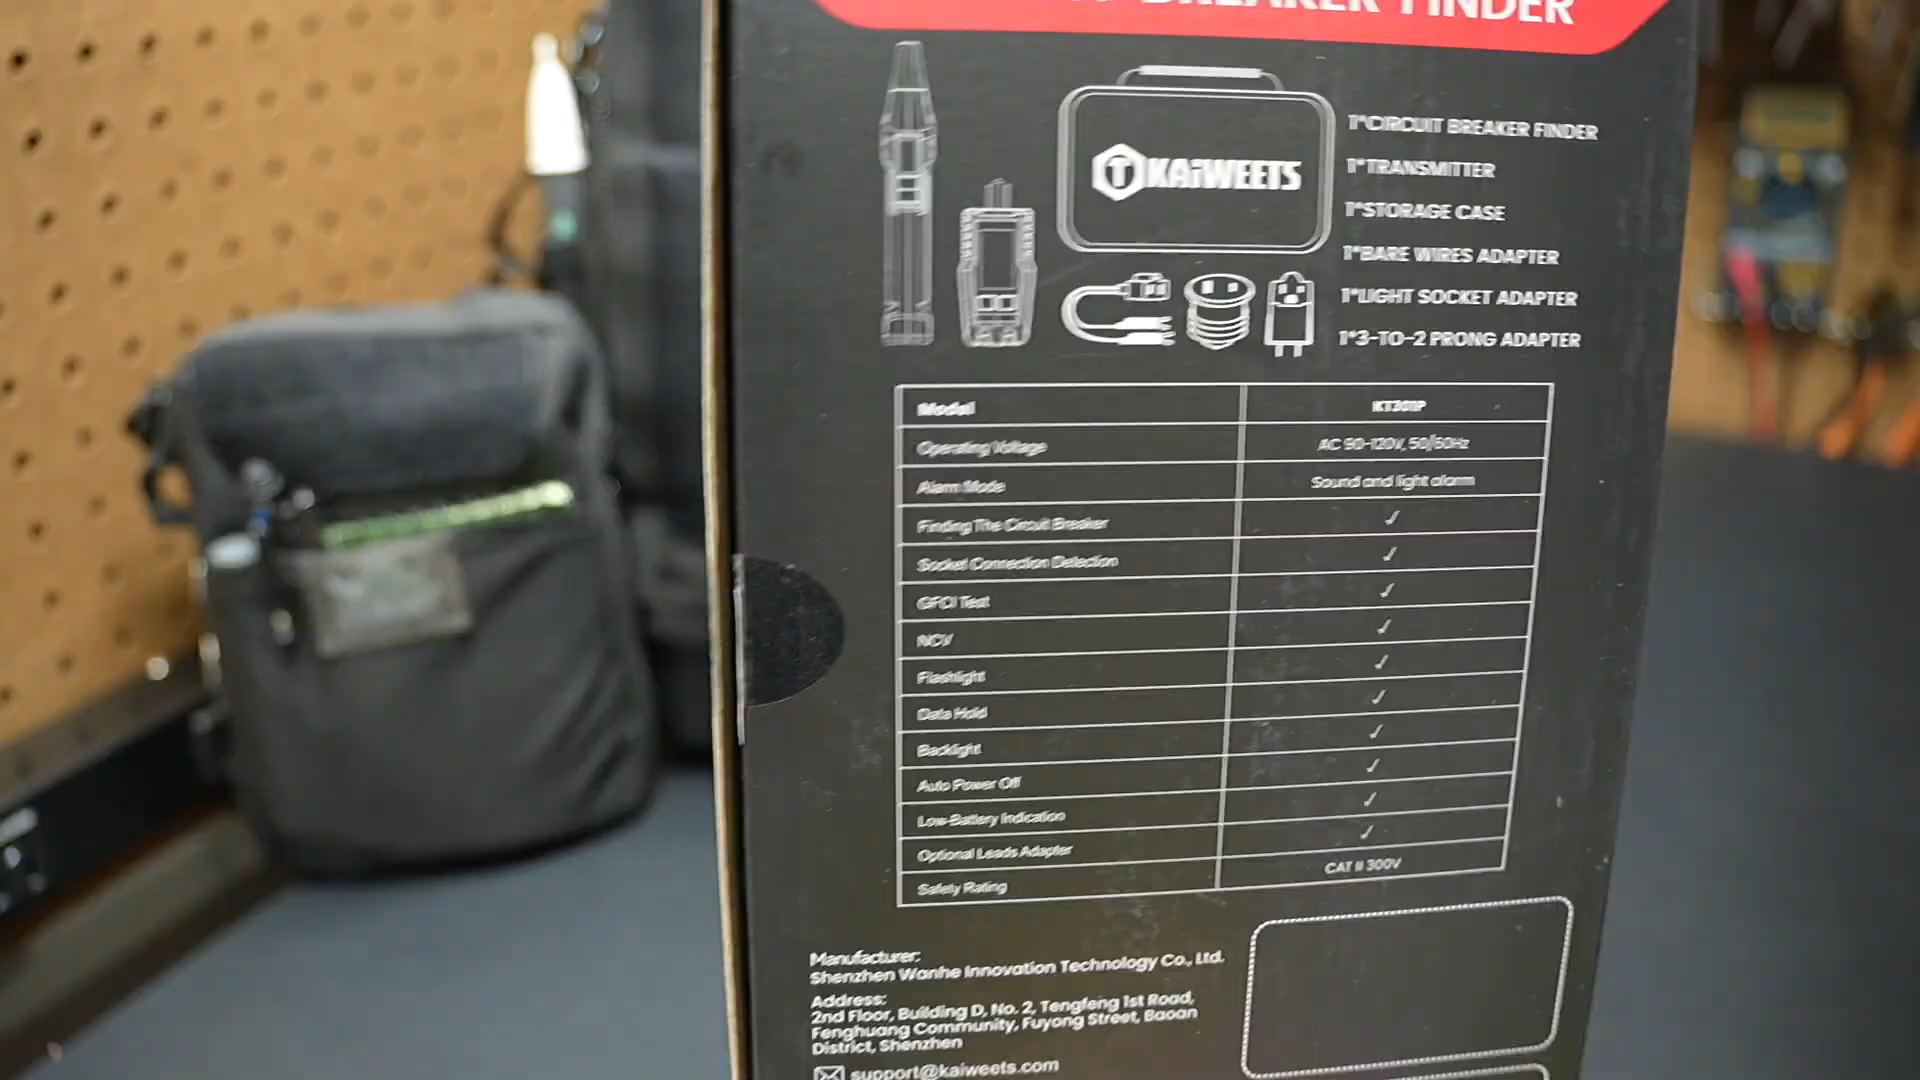 BREAKER FINDER
KAIWEETS
1*CIRCUIT BREAKER FINDER
1*TRANSMITTER
1*STORAGE CASE
1*BARE WIRES ADAPTER
1*LIGHT SOCKET ADAPTER
1*3-TO-2 PRONG ADAPTER
Model KT301P
Operating Voltage AC 90-120V, 50/60Hz
Alarm Mode Sound and light alarm
Finding The Circuit Breaker ✓
Socket Connection Detection ✓
GFCI Test ✓
NCV ✓
Flashlight ✓
Data Hold ✓
Backlight ✓
Auto Power Off ✓
Low-Battery Indication ✓
Optional Leads Adapter ✓
Safety Rating CAT II 300V
Manufacturer:
Shenzhen Wanhe Innovation Technology Co., Ltd.
Address:
2nd Floor, Building D, No. 2, Tengfeng 1st Road,
Fenghuang Community, Fuyong Street, Baoan
District, Shenzhen
support@kaiweets.com